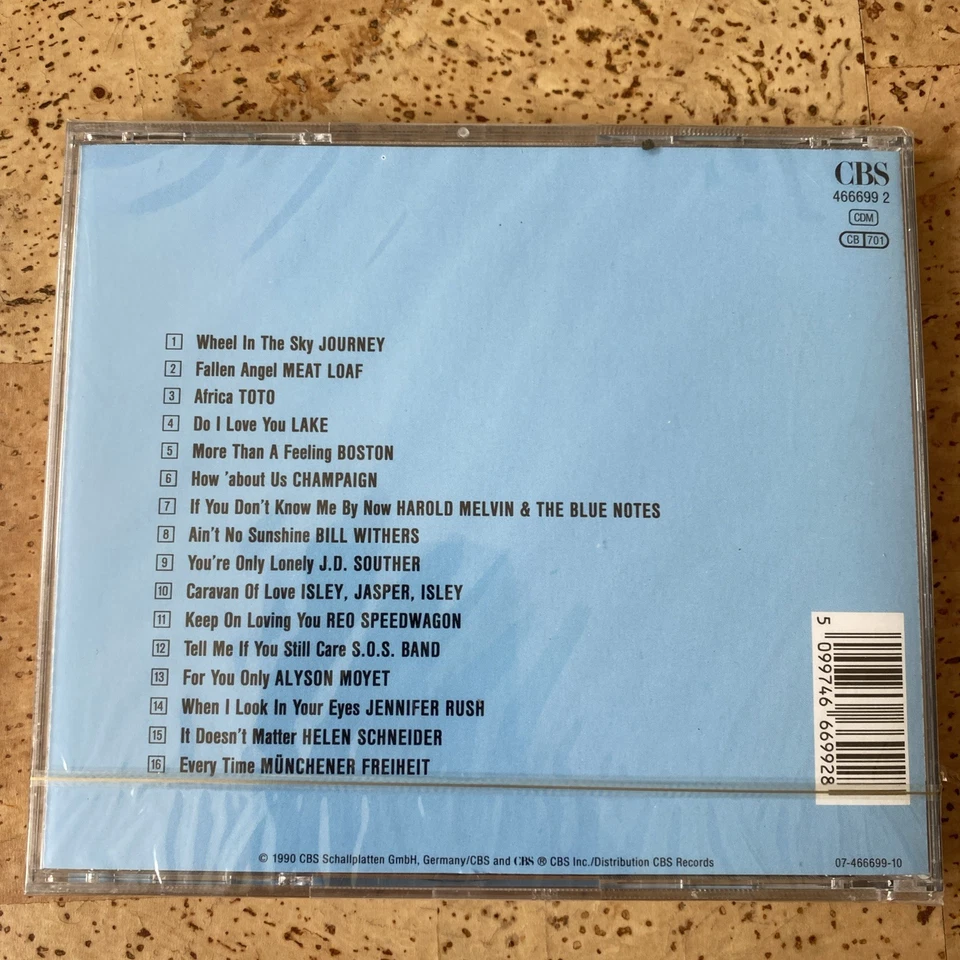 CBS
466699 2
CDM
CB 701
1 Wheel In The Sky JOURNEY
2 Fallen Angel MEAT LOAF
3 Africa TOTO
4 Do I Love You LAKE
5 More Than A Feeling BOSTON
6 How 'about Us CHAMPAIGN
7 If You Don't Know Me By Now HAROLD MELVIN & THE BLUE NOTES
8 Ain't No Sunshine BILL WITHERS
9 You're Only Lonely J.D. SOUTHER
10 Caravan Of Love ISLEY, JASPER, ISLEY
11 Keep On Loving You REO SPEEDWAGON
12 Tell Me If You Still Care S.O.S. BAND
13 For You Only ALYSON MOYET
14 When I Look In Your Eyes JENNIFER RUSH
15 It Doesn't Matter HELEN SCHNEIDER
16 Every Time MÜNCHENER FREIHEIT
5 099746 669928
© 1990 CBS Schallplatten GmbH, Germany/CBS and CBS ® CBS Inc./Distribution CBS Records
07-466699-10